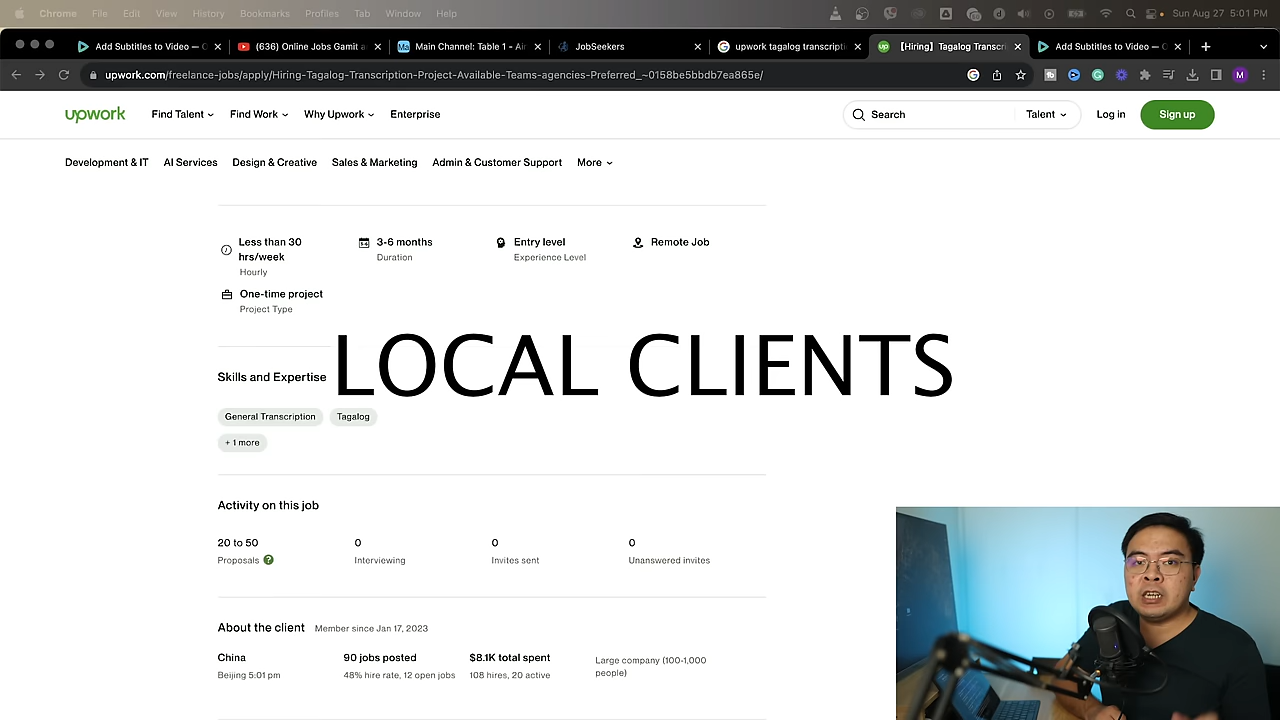 Chrome File Edit View History Bookmarks Profiles Tab Window Help Sun Aug 27 5:01 PM
Add Subtitles to Video — C (636) Online Jobs Gamit a Main Channel: Table 1 - Air JobSeekers upwork tagalog transcripti 【Hiring】 Tagalog Transcri Add Subtitles to Video — C
upwork.com/freelance-jobs/apply/Hiring-Tagalog-Transcription-Project-Available-Teams-agencies-Preferred_~0158be5bbdb7ea865e/ M
upwork Find Talent Find Work Why Upwork Enterprise Search Talent Log in Sign up
Development & IT AI Services Design & Creative Sales & Marketing Admin & Customer Support More
Less than 30 hrs/week
Hourly
3-6 months
Duration
Entry level
Experience Level
Remote Job
One-time project
Project Type
LOCAL CLIENTS
Skills and Expertise
General Transcription Tagalog
+ 1 more
Activity on this job
20 to 50 0 0 0
Proposals ? Interviewing Invites sent Unanswered invites
About the client Member since Jan 17, 2023
China 90 jobs posted $8.1K total spent Large company (100-1,000
Beijing 5:01 pm 48% hire rate, 12 open jobs 108 hires, 20 active people)